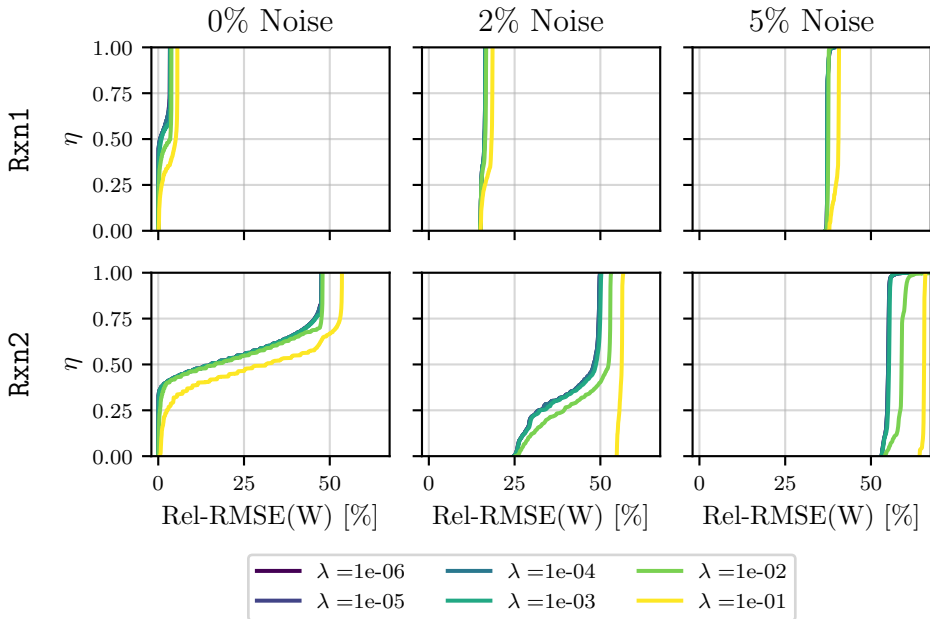 0% Noise 2% Noise 5% Noise
Rxn1
η
1.00
0.75
0.50
0.25
0.00
Rxn2
η
1.00
0.75
0.50
0.25
0.00
0 25 50 0 25 50 0 25 50
Rel-RMSE(W) [%] Rel-RMSE(W) [%] Rel-RMSE(W) [%]
λ =1e-06 λ =1e-04 λ =1e-02
λ =1e-05 λ =1e-03 λ =1e-01